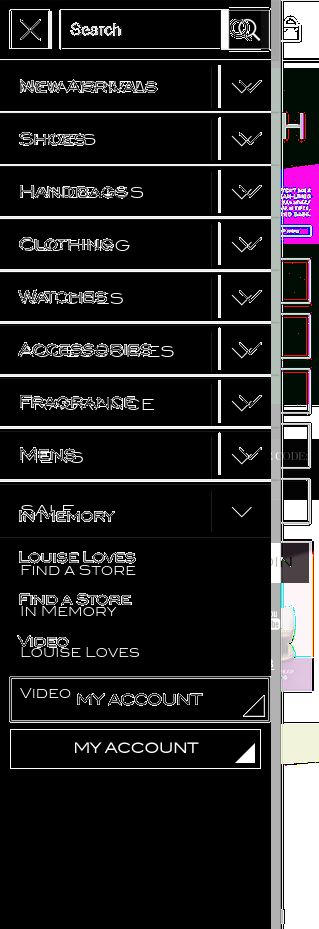 Search
NEW ARRIVALS
SHOES
HANDBAGS
CLOTHING
WATCHES
ACCESSORIES
FRAGRANCE
MENS
SALE
IN MEMORY
LOUISE LOVES
FIND A STORE
FIND A STORE
IN MEMORY
VIDEO
LOUISE LOVES
VIDEO
MY ACCOUNT
MY ACCOUNT
H
CODE